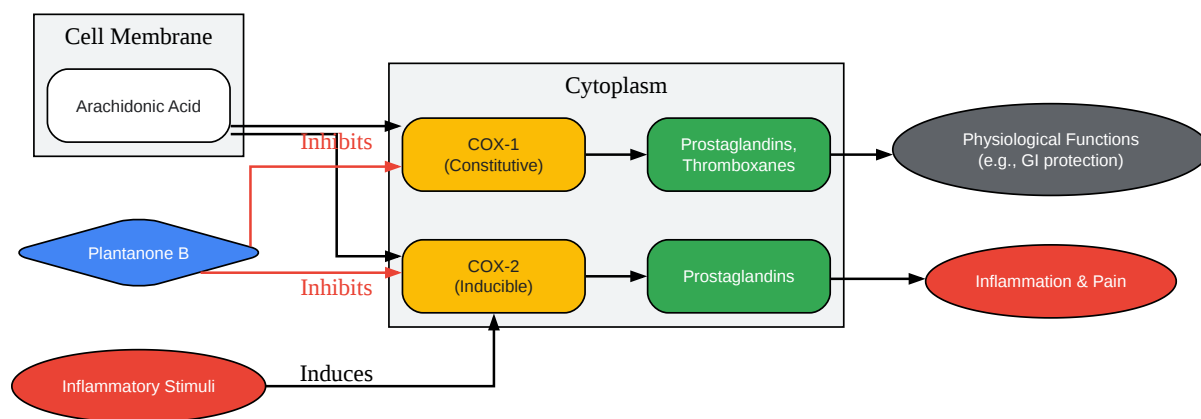 Cell Membrane
Arachidonic Acid
Cytoplasm
Inhibits
COX-1
(Constitutive)
Prostaglandins,
Thromboxanes
Physiological Functions
(e.g., GI protection)
Plantanone B
Inhibits
COX-2
(Inducible)
Prostaglandins
Inflammation & Pain
Inflammatory Stimuli
Induces